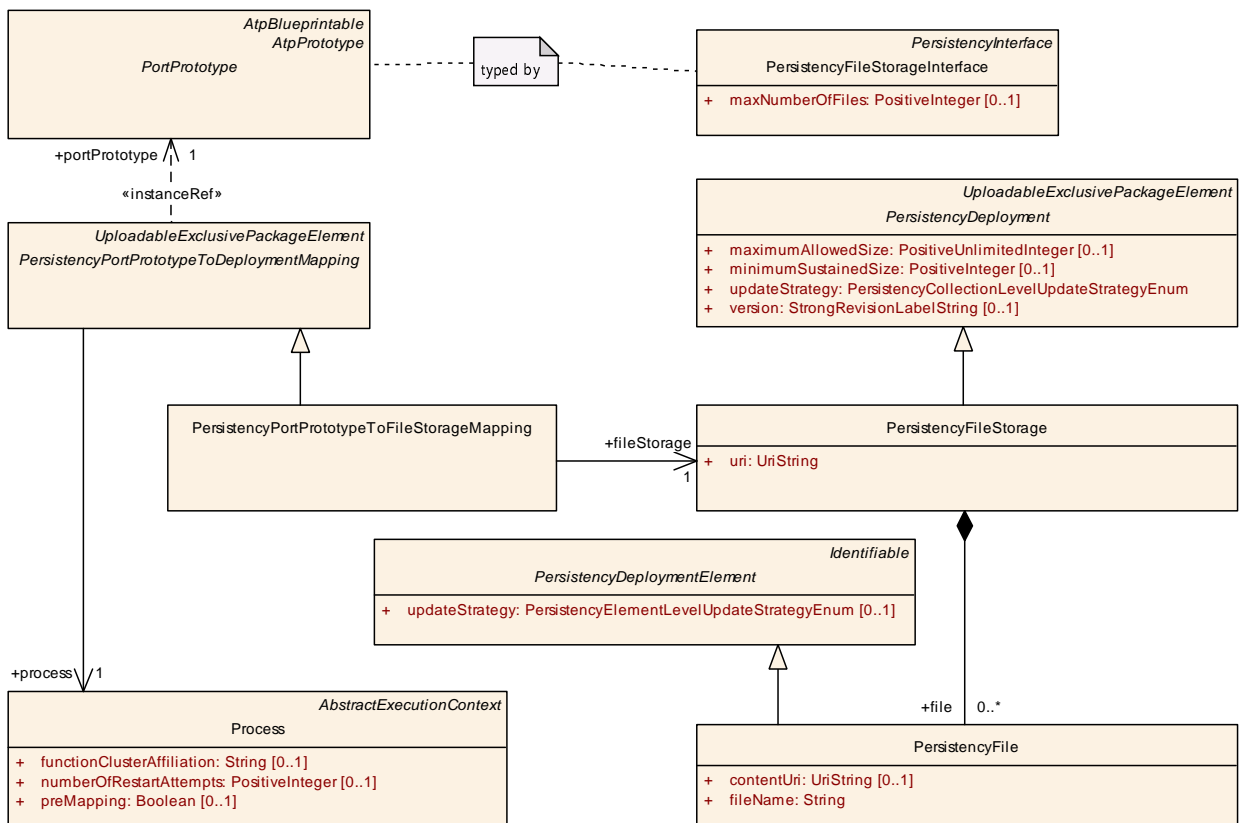 AtpBlueprintable
AtpPrototype
PortPrototype
typed by
PersistencyInterface
PersistencyFileStorageInterface
+ maxNumberOfFiles: PositiveInteger [0..1]
+portPrototype 1
«instanceRef»
UploadableExclusivePackageElement
PersistencyPortPrototypeToDeploymentMapping
UploadableExclusivePackageElement
PersistencyDeployment
+ maximumAllowedSize: PositiveUnlimitedInteger [0..1]
+ minimumSustainedSize: PositiveInteger [0..1]
+ updateStrategy: PersistencyCollectionLevelUpdateStrategyEnum
+ version: StrongRevisionLabelString [0..1]
PersistencyPortPrototypeToFileStorageMapping
+fileStorage
1
PersistencyFileStorage
+ uri: UriString
Identifiable
PersistencyDeploymentElement
+ updateStrategy: PersistencyElementLevelUpdateStrategyEnum [0..1]
+process 1
AbstractExecutionContext
Process
+ functionClusterAffiliation: String [0..1]
+ numberOfRestartAttempts: PositiveInteger [0..1]
+ preMapping: Boolean [0..1]
+file 0..*
PersistencyFile
+ contentUri: UriString [0..1]
+ fileName: String